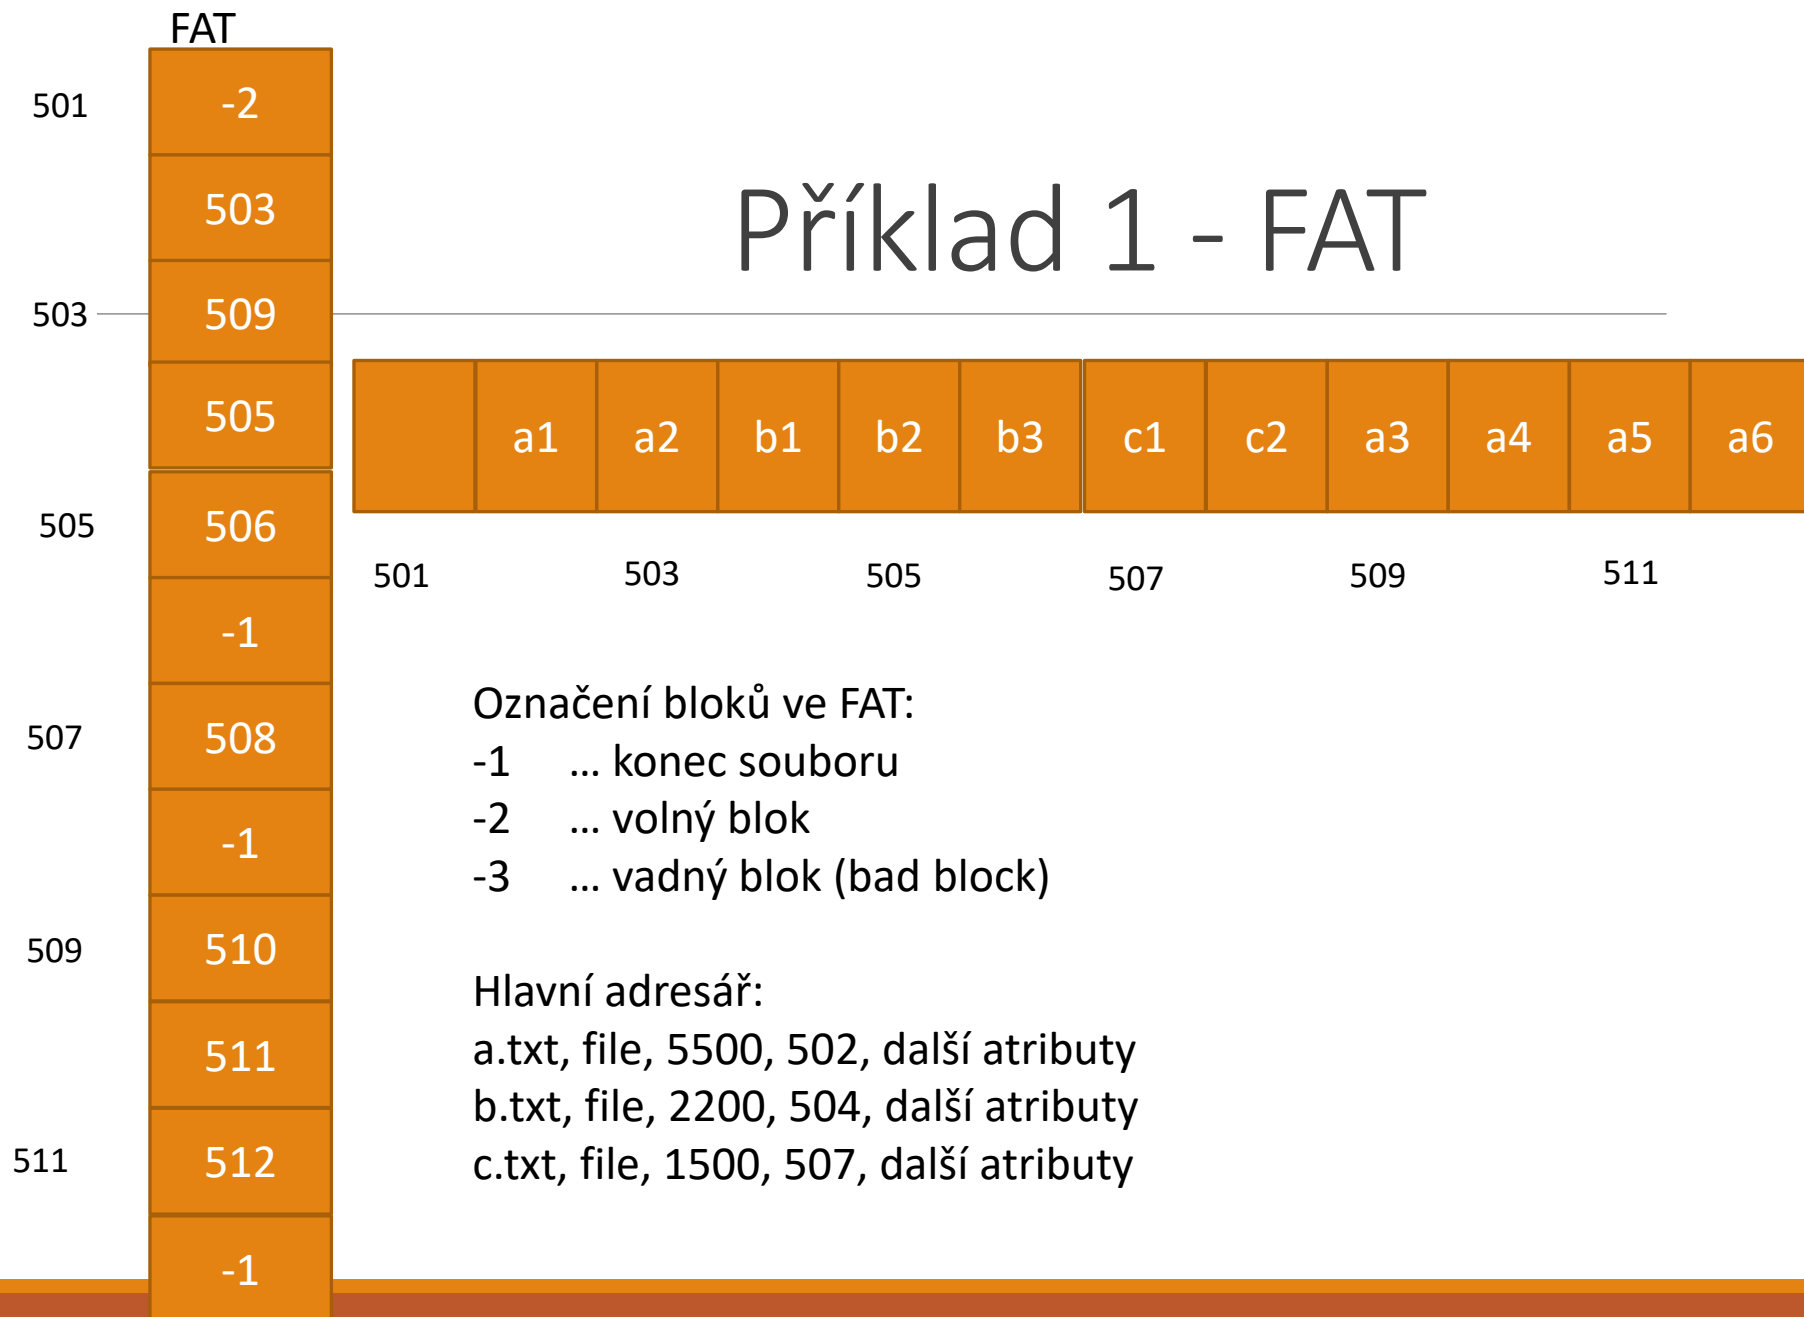 FAT
501 -2
503
Příklad 1 - FAT
503 509
505
a1 a2 b1 b2 b3 c1 c2 a3 a4 a5 a6
505 506
501 503 505 507 509 511
-1
Označení bloků ve FAT:
507 508
-1 … konec souboru
-2 … volný blok
-1
-3 … vadný blok (bad block)
509 510
Hlavní adresář:
511
a.txt, file, 5500, 502, další atributy
b.txt, file, 2200, 504, další atributy
511 512
c.txt, file, 1500, 507, další atributy
-1